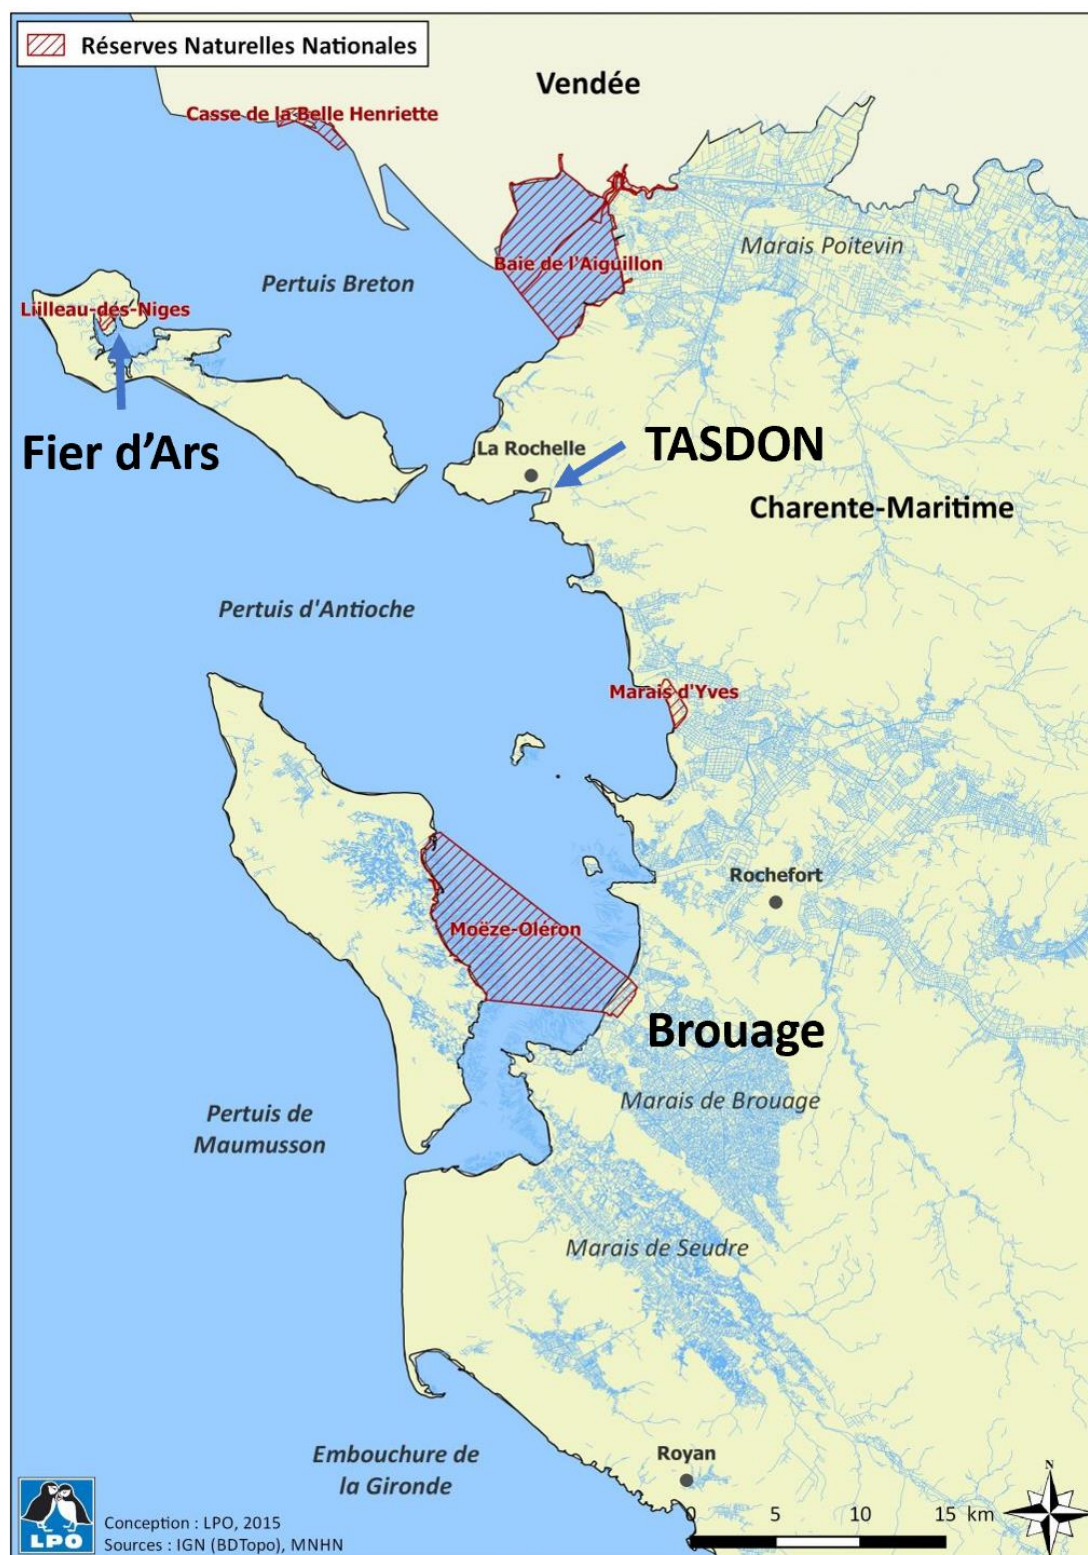 Réserves Naturelles Nationales
Vendée
Casse de la Belle Henriette
Marais Poitevin
Baie de l'Aiguillon
Pertuis Breton
Lilleau-des-Niges
Fier d'Ars
La Rochelle
TASDON
Charente-Maritime
Pertuis d'Antioche
Marais d'Yves
Rochefort
Moëze-Oléron
Brouage
Marais de Brouage
Pertuis de
Maumusson
Marais de Seudre
Embouchure de
la Gironde
Royan
N
0 5 10 15 km
LPO
Conception : LPO, 2015
Sources : IGN (BDTopo), MNHN